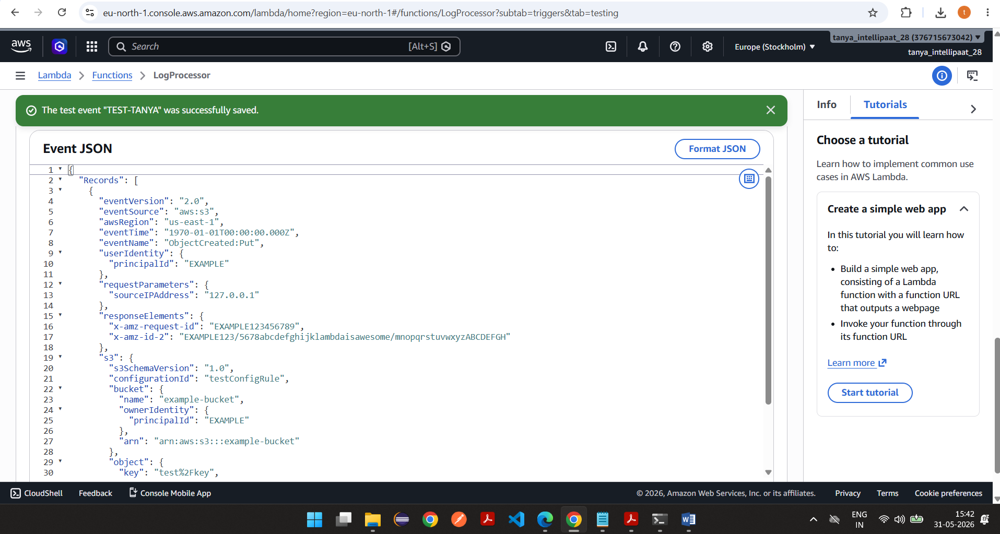 eu-north-1.console.aws.amazon.com/lambda/home?region=eu-north-1#/functions/LogProcessor?subtab=triggers&tab=testing
t
aws
Search
[Alt+S]
Europe (Stockholm)
tanya_intellipaat_28 (376715673042)
tanya_intellipaat_28
Lambda
Functions
LogProcessor
The test event "TEST-TANYA" was successfully saved.
Event JSON
Format JSON
1 {
2 "Records": [
3 {
4 "eventVersion": "2.0",
5 "eventSource": "aws:s3",
6 "awsRegion": "us-east-1",
7 "eventTime": "1970-01-01T00:00:00.000Z",
8 "eventName": "ObjectCreated:Put",
9 "userIdentity": {
10 "principalId": "EXAMPLE"
11 },
12 "requestParameters": {
13 "sourceIPAddress": "127.0.0.1"
14 },
15 "responseElements": {
16 "x-amz-request-id": "EXAMPLE123456789",
17 "x-amz-id-2": "EXAMPLE123/5678abcdefghijklambdaisawesome/mnopqrstuvwxyzABCDEFGH"
18 },
19 "s3": {
20 "s3SchemaVersion": "1.0",
21 "configurationId": "testConfigRule",
22 "bucket": {
23 "name": "example-bucket",
24 "ownerIdentity": {
25 "principalId": "EXAMPLE"
26 },
27 "arn": "arn:aws:s3:::example-bucket"
28 },
29 "object": {
30 "key": "test%2Fkey",
Info
Tutorials
Choose a tutorial
Learn how to implement common use
cases in AWS Lambda.
Create a simple web app
In this tutorial you will learn how
to:
• Build a simple web app,
consisting of a Lambda
function with a function URL
that outputs a webpage
• Invoke your function through
its function URL
Learn more
Start tutorial
CloudShell
Feedback
Console Mobile App
© 2026, Amazon Web Services, Inc. or its affiliates.
Privacy
Terms
Cookie preferences
ENG
IN
15:42
31-05-2026